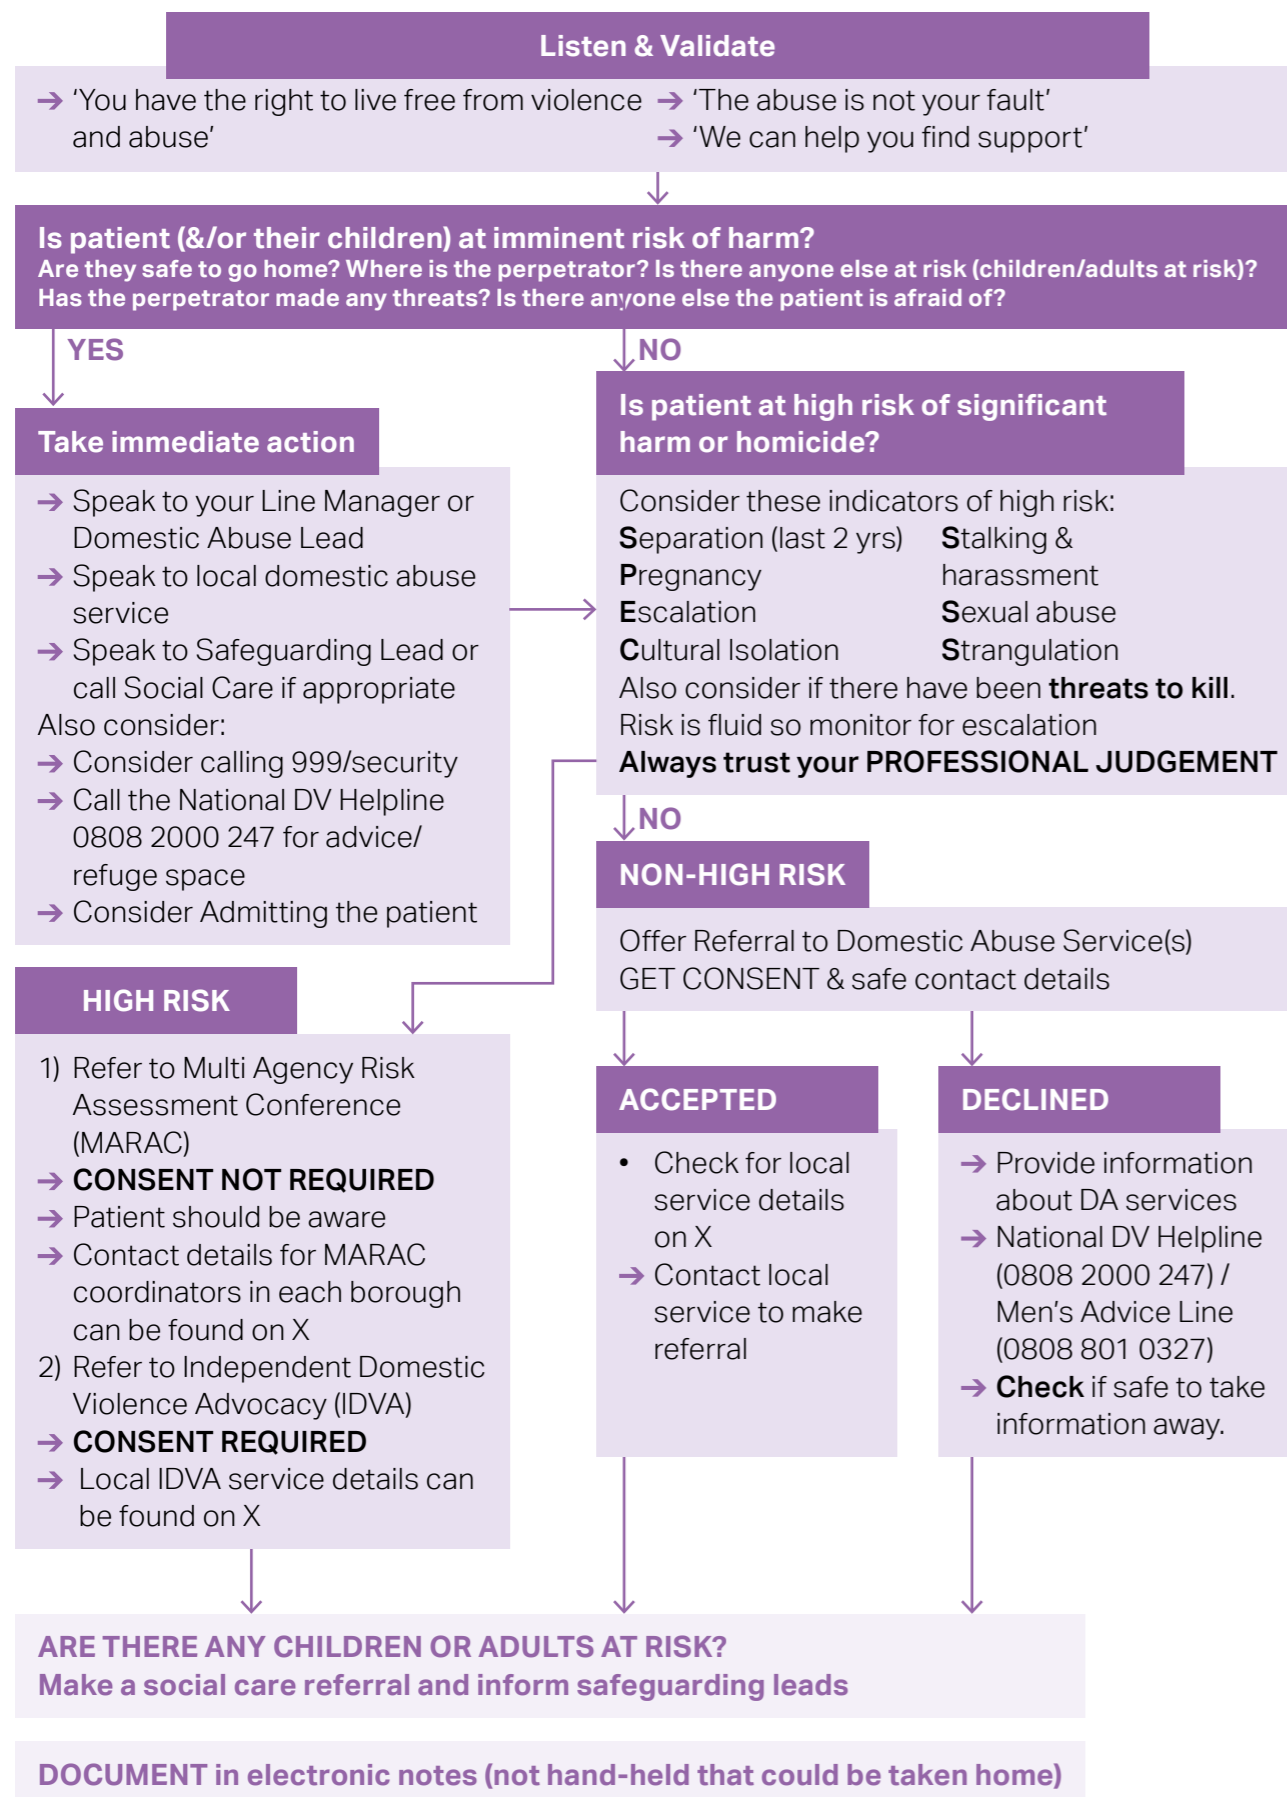 Listen & Validate
➔ ‘You have the right to live free from violence
and abuse’
➔ ‘The abuse is not your fault’
➔ ‘We can help you find support’
Is patient (&/or their children) at imminent risk of harm?
Are they safe to go home? Where is the perpetrator? Is there anyone else at risk (children/adults at risk)?
Has the perpetrator made any threats? Is there anyone else the patient is afraid of?
YES
NO
Take immediate action
➔ Speak to your Line Manager or
Domestic Abuse Lead
➔ Speak to local domestic abuse
service
➔ Speak to Safeguarding Lead or
call Social Care if appropriate
Also consider:
➔ Consider calling 999/security
➔ Call the National DV Helpline
0808 2000 247 for advice/
refuge space
➔ Consider Admitting the patient
Is patient at high risk of significant
harm or homicide?
Consider these indicators of high risk:
Separation (last 2 yrs)
Pregnancy
Escalation
Cultural Isolation
Stalking &
harassment
Sexual abuse
Strangulation
Also consider if there have been threats to kill.
Risk is fluid so monitor for escalation
Always trust your PROFESSIONAL JUDGEMENT
NO
HIGH RISK
1) Refer to Multi Agency Risk
Assessment Conference
(MARAC)
➔ CONSENT NOT REQUIRED
➔ Patient should be aware
➔ Contact details for MARAC
coordinators in each borough
can be found on X
2) Refer to Independent Domestic
Violence Advocacy (IDVA)
➔ CONSENT REQUIRED
➔ Local IDVA service details can
be found on X
NON-HIGH RISK
Offer Referral to Domestic Abuse Service(s)
GET CONSENT & safe contact details
ACCEPTED
• Check for local
service details
on X
➔ Contact local
service to make
referral
DECLINED
➔ Provide information
about DA services
➔ National DV Helpline
(0808 2000 247) /
Men’s Advice Line
(0808 801 0327)
➔ Check if safe to take
information away.
ARE THERE ANY CHILDREN OR ADULTS AT RISK?
Make a social care referral and inform safeguarding leads
DOCUMENT in electronic notes (not hand-held that could be taken home)